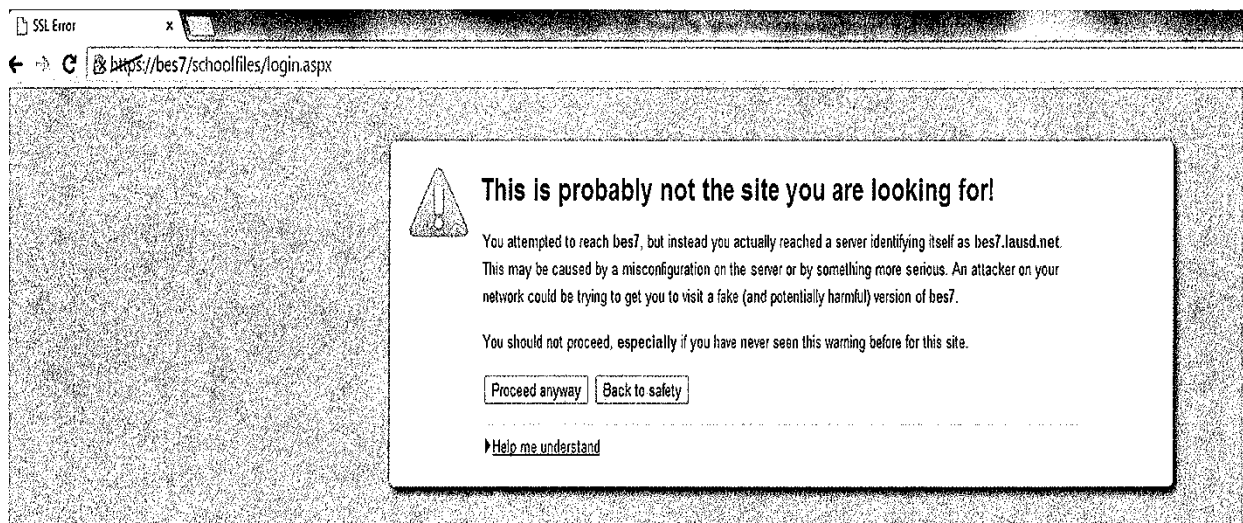 SSL Error
https://bes7/schoolfiles/login.aspx
This is probably not the site you are looking for!
You attempted to reach bes7, but instead you actually reached a server identifying itself as bes7.lausd.net.
This may be caused by a misconfiguration on the server or by something more serious. An attacker on your
network could be trying to get you to visit a fake (and potentially harmful) version of bes7.
You should not proceed, especially if you have never seen this warning before for this site.
Proceed anyway Back to safety
Help me understand